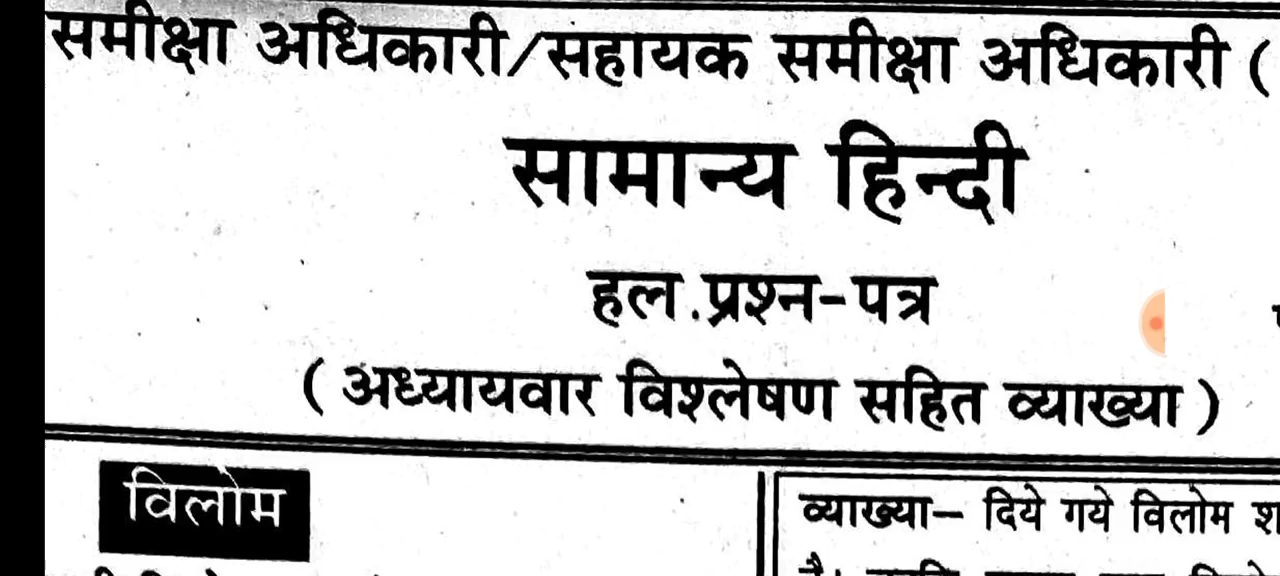 समीक्षा अधिकारी/सहायक समीक्षा अधिकारी (
सामान्य हिन्दी
हल.प्रश्न-पत्र
( अध्यायवार विश्लेषण सहित व्याख्या )
विलोम
व्याख्या– दिये गये विलोम